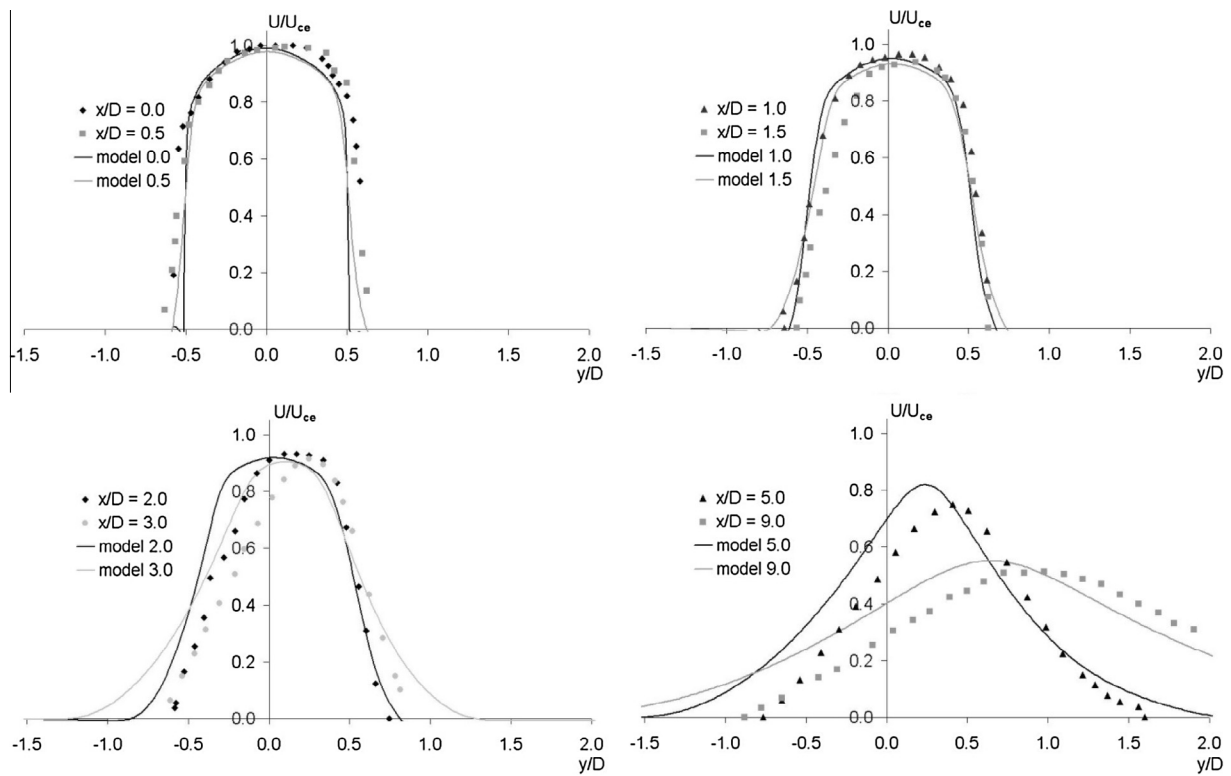 U/Uce
1.0
0.8
0.6
0.4
0.2
0.0
x/D = 0.0
x/D = 0.5
model 0.0
model 0.5
-1.5 -1.0 -0.5 0.0 0.5 1.0 1.5 2.0
y/D
U/Uce
1.0
0.8
0.6
0.4
0.2
0.0
x/D = 1.0
x/D = 1.5
model 1.0
model 1.5
-1.5 -1.0 -0.5 0.0 0.5 1.0 1.5 2.0
y/D
U/Uce
1.0
0.8
0.6
0.4
0.2
0.0
x/D = 2.0
x/D = 3.0
model 2.0
model 3.0
-1.5 -1.0 -0.5 0.0 0.5 1.0 1.5 2.0
y/D
U/Uce
1.0
0.8
0.6
0.4
0.2
0.0
x/D = 5.0
x/D = 9.0
model 5.0
model 9.0
-1.5 -1.0 -0.5 0.0 0.5 1.0 1.5 2.0
y/D